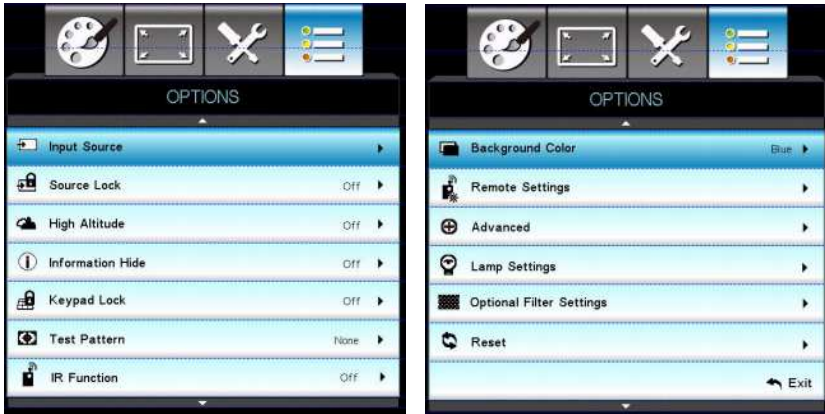 OPTIONS
Input Source
Source Lock Off
High Altitude Off
Information Hide Off
Keypad Lock Off
Test Pattern None
IR Function Off
OPTIONS
Background Color Blue
Remote Settings
Advanced
Lamp Settings
Optional Filter Settings
Reset
Exit